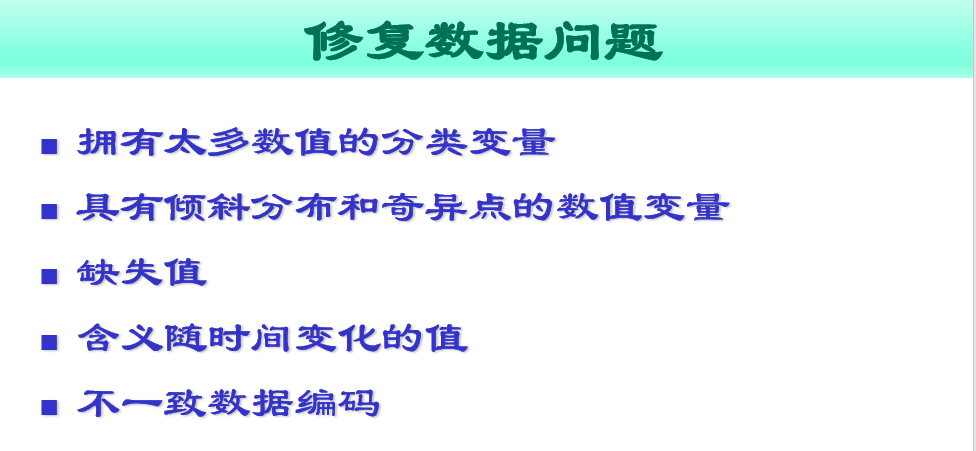 修复数据问题
■ 拥有太多数值的分类变量
■ 具有倾斜分布和奇异点的数值变量
■ 缺失值
■ 含义随时间变化的值
■ 不一致数据编码